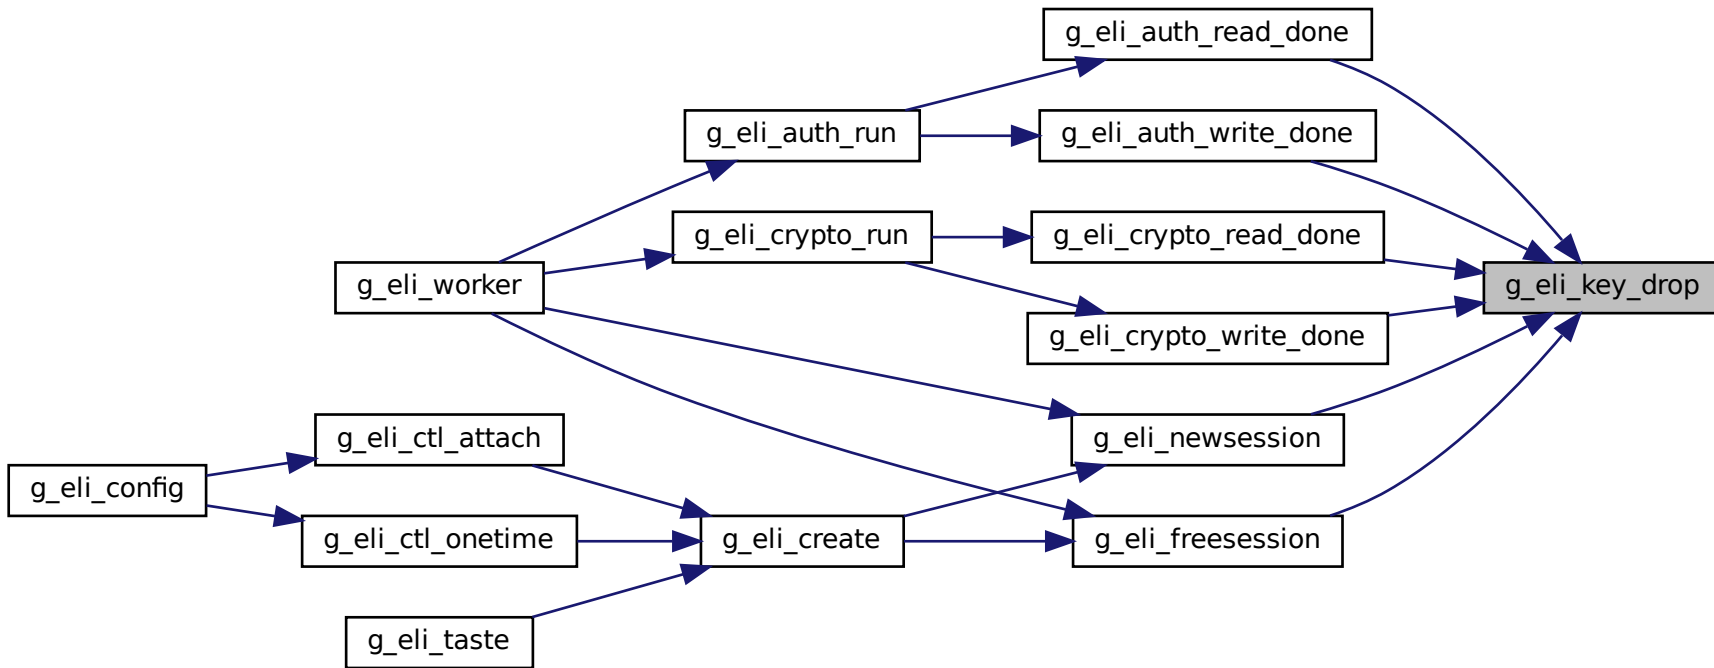 g_eli_auth_read_done
g_eli_auth_run
g_eli_auth_write_done
g_eli_crypto_run
g_eli_crypto_read_done
g_eli_worker
g_eli_key_drop
g_eli_crypto_write_done
g_eli_ctl_attach
g_eli_newsession
g_eli_config
g_eli_ctl_onetime
g_eli_create
g_eli_freesession
g_eli_taste